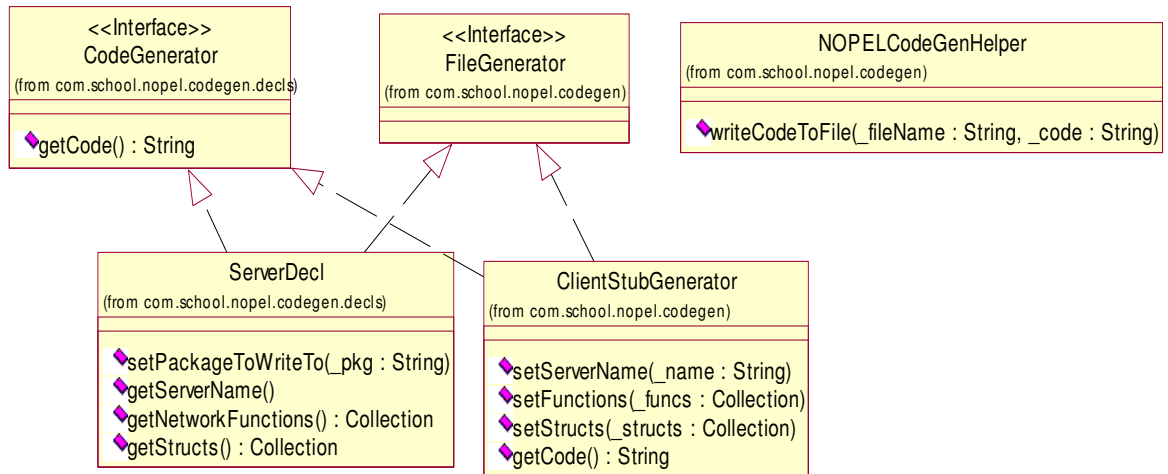 <<Interface>>
CodeGenerator
(from com.school.nopel.codegen.decls)
getCode() : String
<<Interface>>
FileGenerator
(from com.school.nopel.codegen)
NOPELCodeGenHelper
(from com.school.nopel.codegen)
writeCodeToFile(_fileName : String, _code : String)
ServerDecl
(from com.school.nopel.codegen.decls)
setPackageToWriteTo(_pkg : String)
getServerName()
getNetworkFunctions() : Collection
getStructs() : Collection
ClientStubGenerator
(from com.school.nopel.codegen)
setServerName(_name : String)
setFunctions(_funcs : Collection)
setStructs(_structs : Collection)
getCode() : String